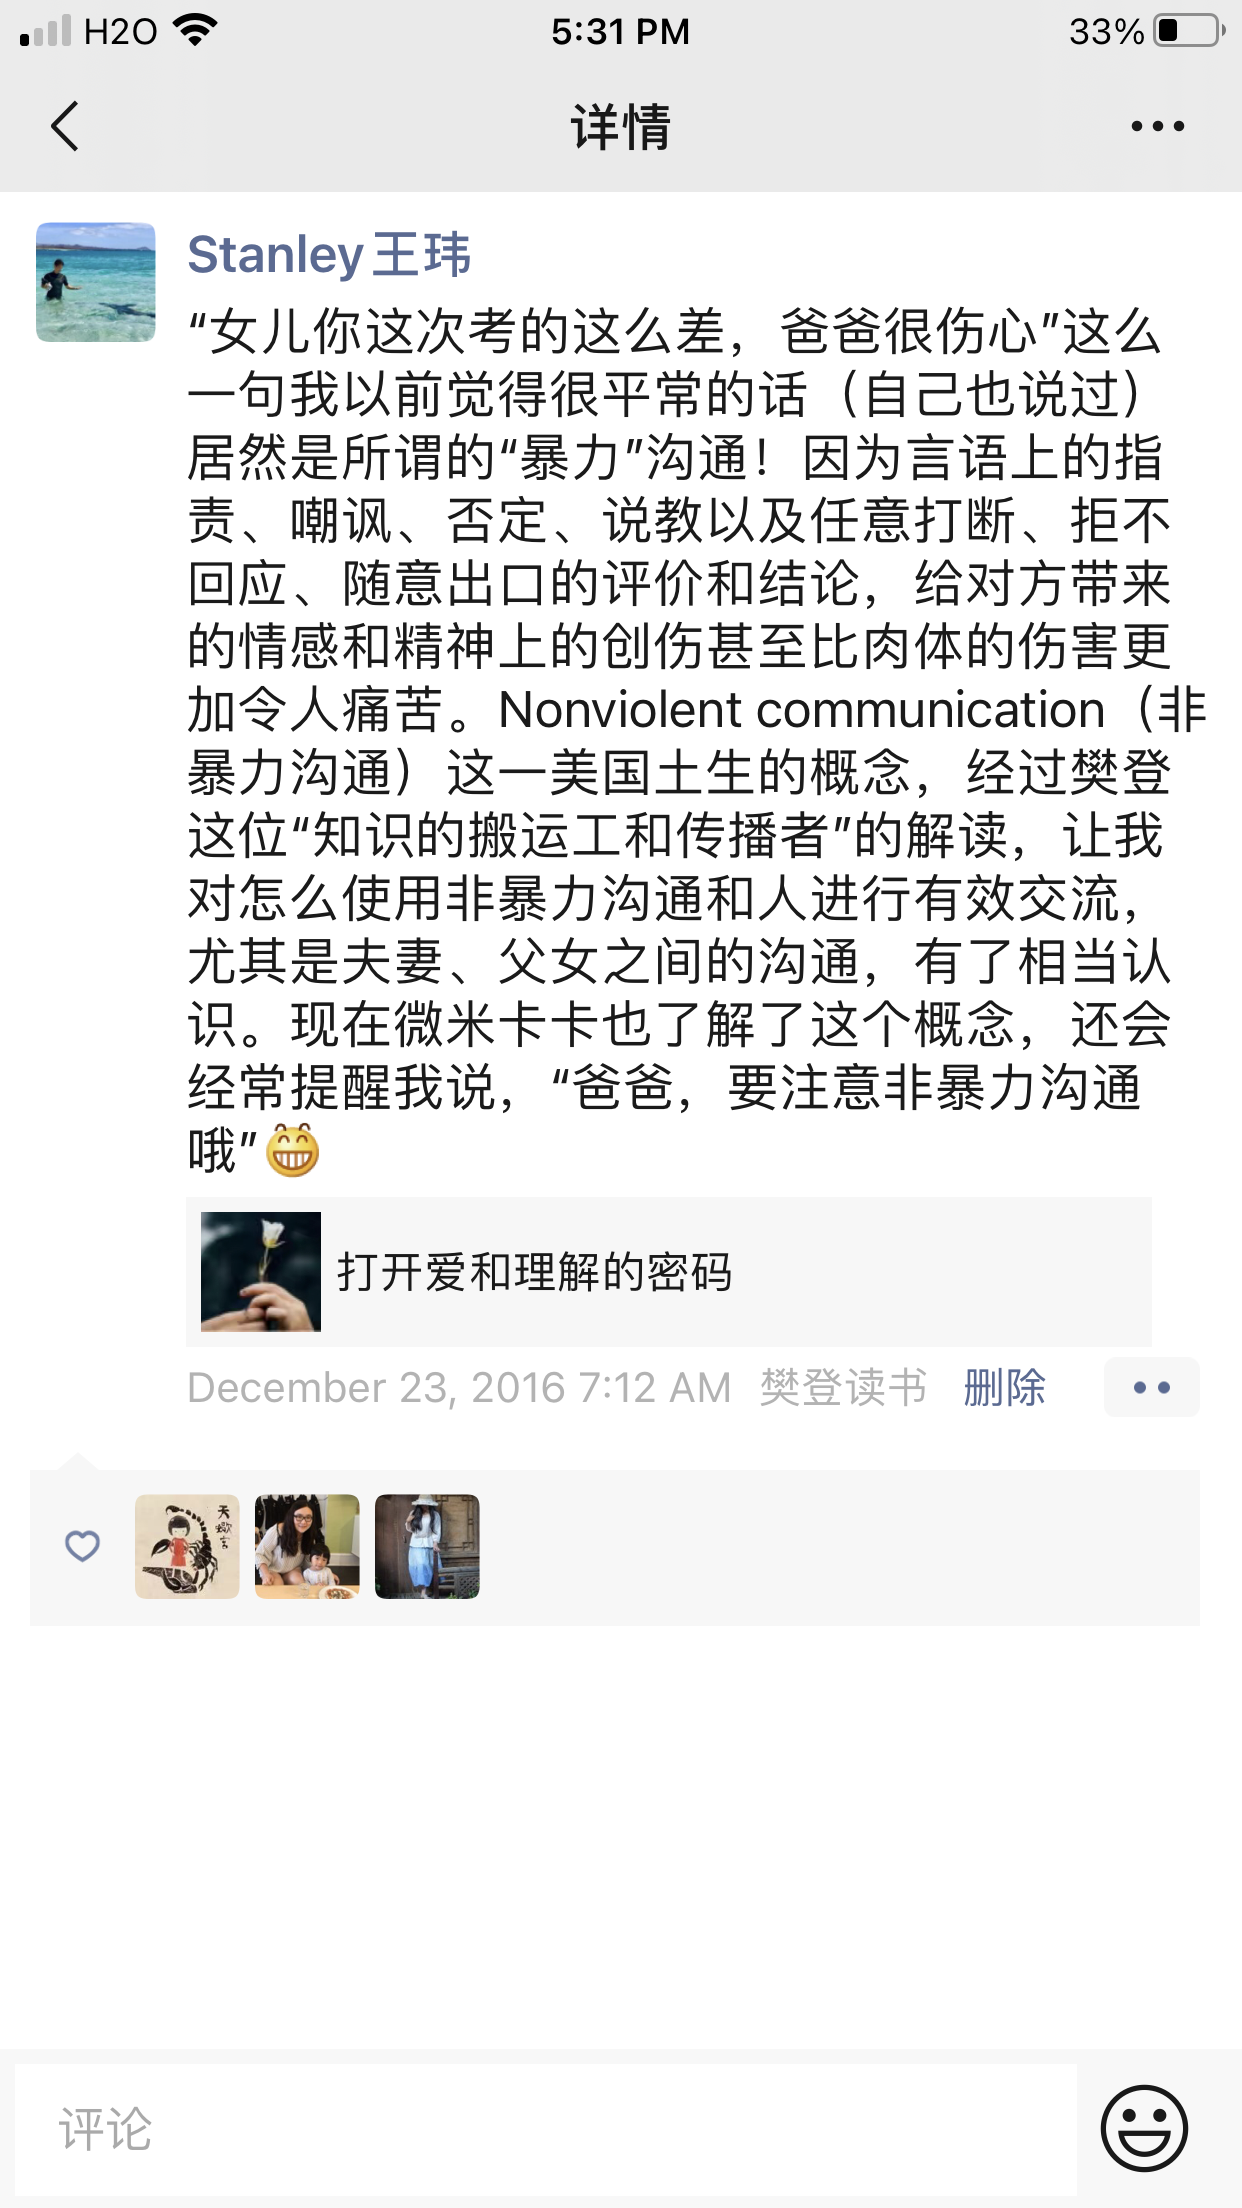 H2O 5:31 PM 33%
详情
Stanley王玮
“女儿你这次考的这么差，爸爸很伤心”这么
一句我以前觉得很平常的话（自己也说过）
居然是所谓的“暴力”沟通！因为言语上的指
责、嘲讽、否定、说教以及任意打断、拒不
回应、随意出口的评价和结论，给对方带来
的情感和精神上的创伤甚至比肉体的伤害更
加令人痛苦。Nonviolent communication（非
暴力沟通）这一美国土生的概念，经过樊登
这位“知识的搬运工和传播者”的解读，让我
对怎么使用非暴力沟通和人进行有效交流，
尤其是夫妻、父女之间的沟通，有了相当认
识。现在微米卡卡也了解了这个概念，还会
经常提醒我说，“爸爸，要注意非暴力沟通
哦”😁
打开爱和理解的密码
December 23, 2016 7:12 AM 樊登读书 删除
天蠍宫
评论